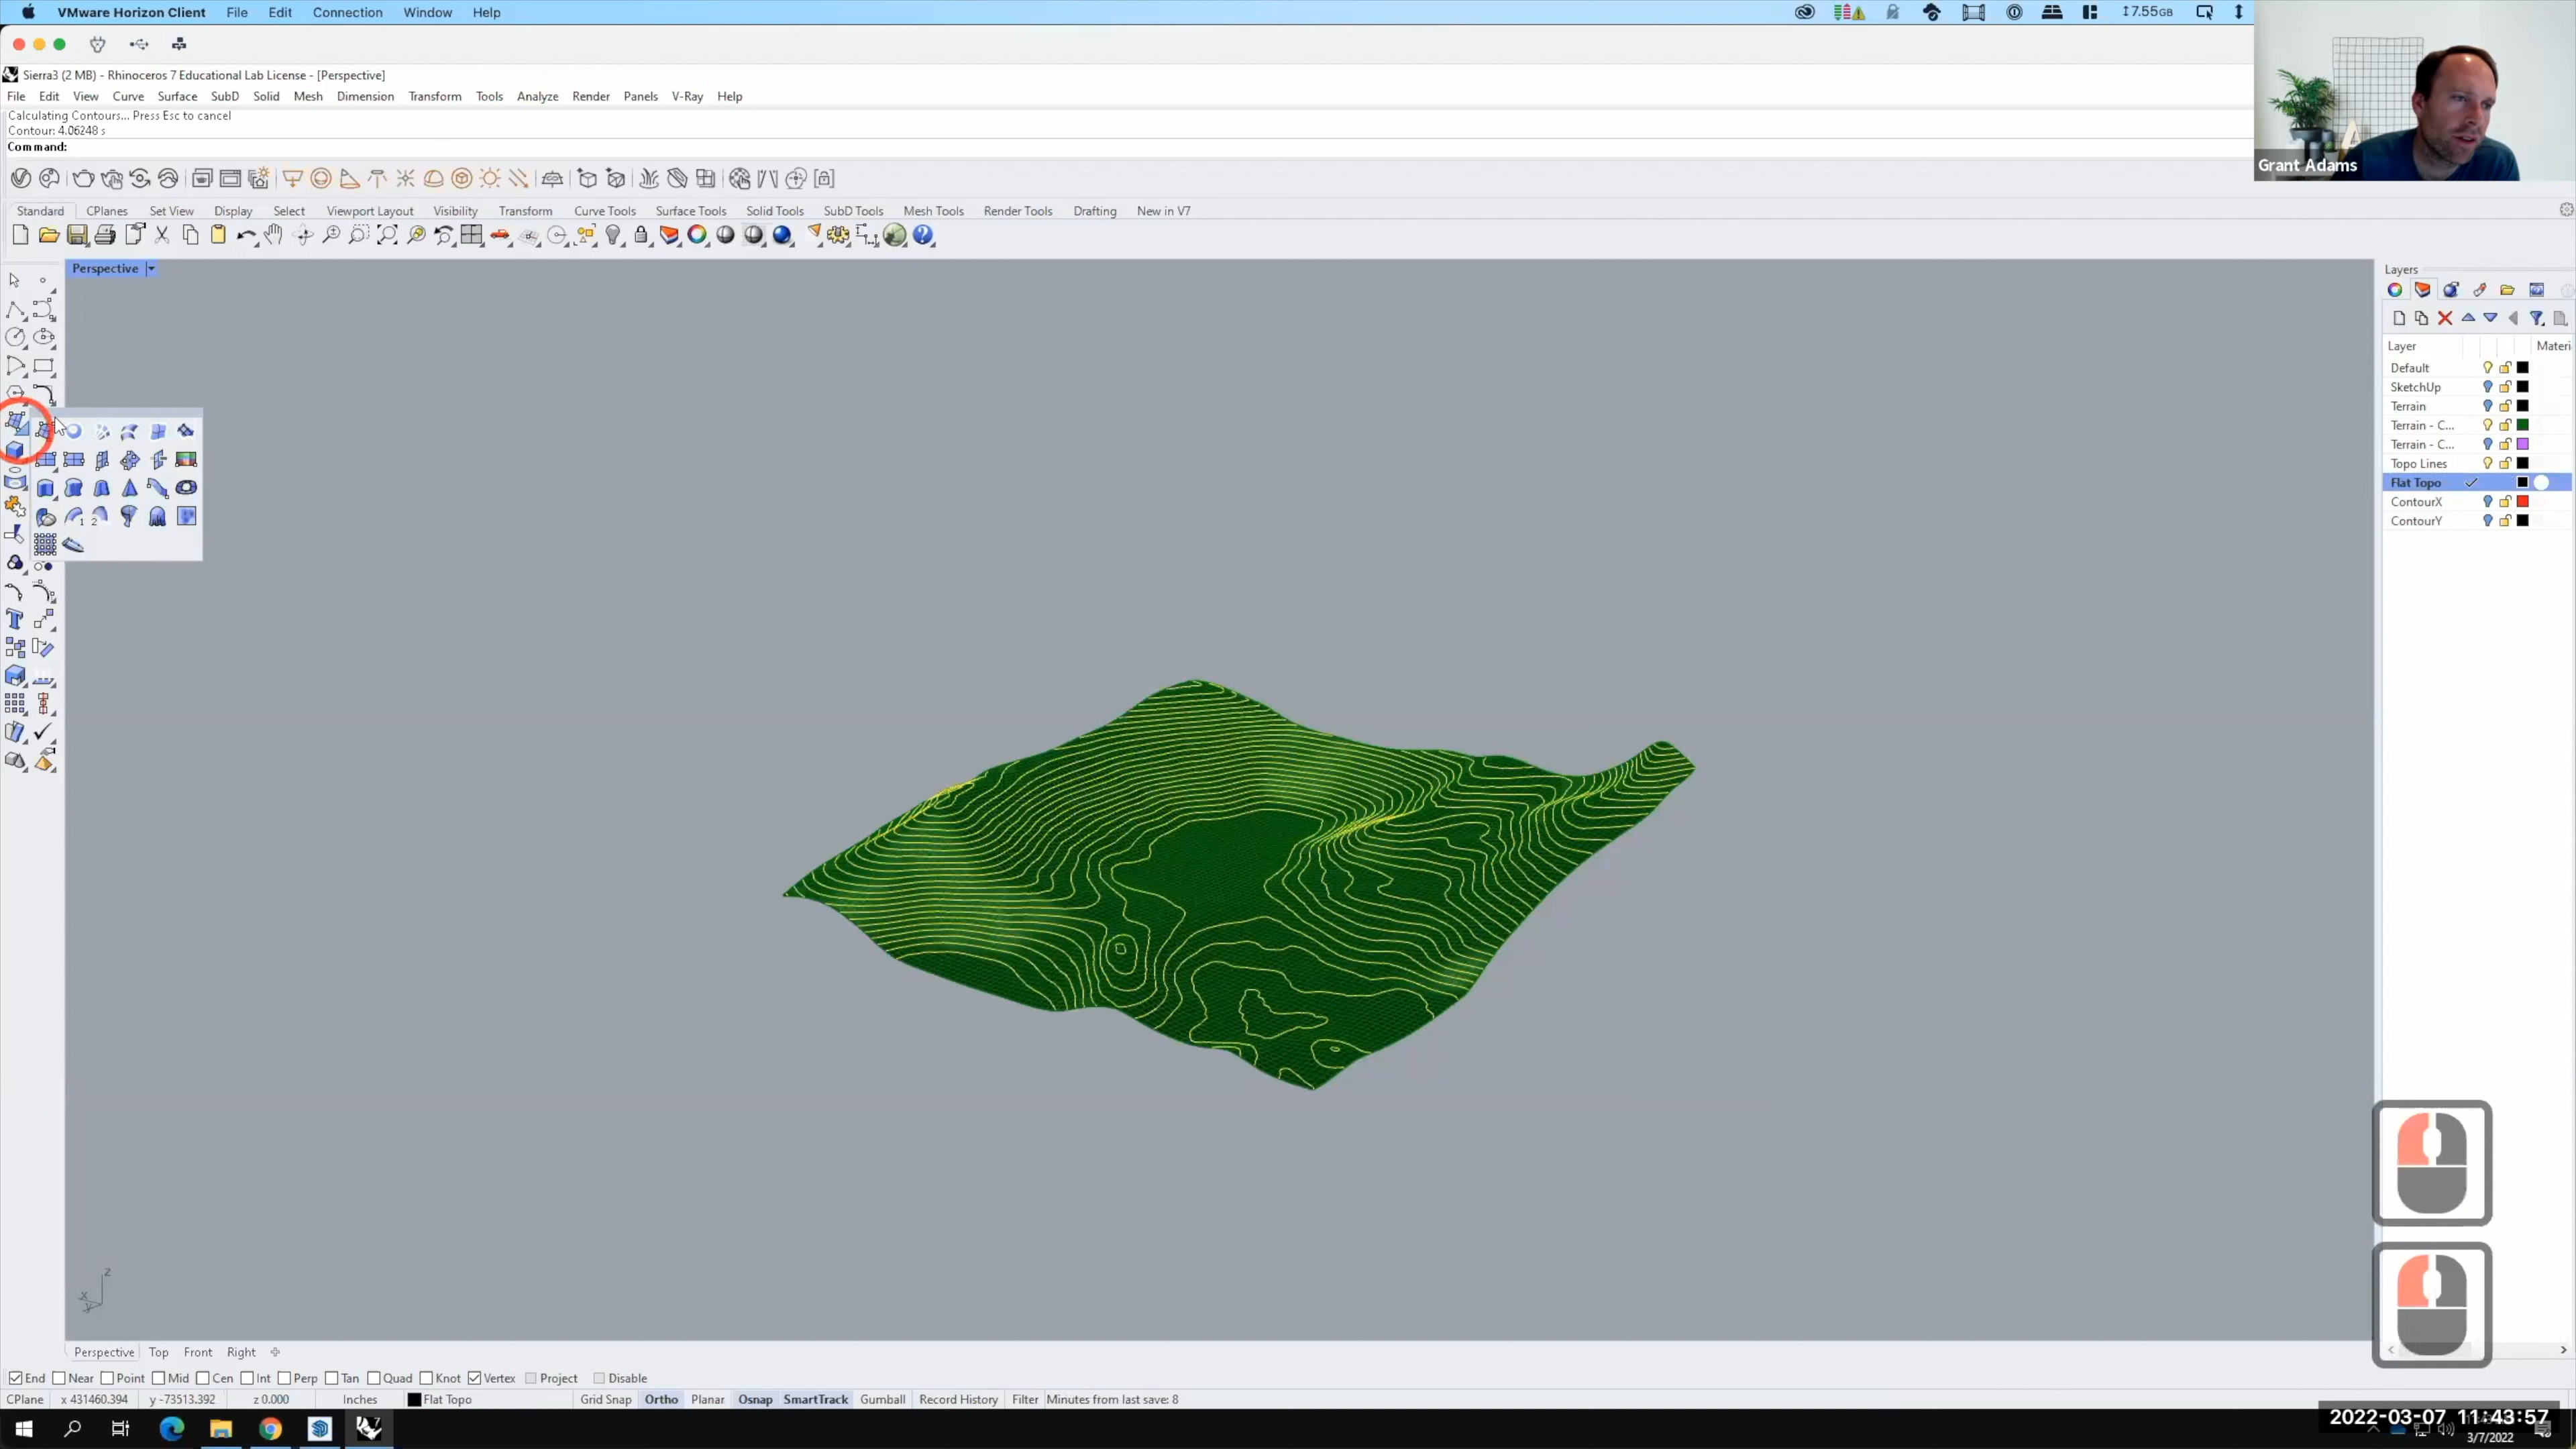 VMware Horizon Client File Edit Connection Window Help
7.55GB
Sierra3 (2 MB) - Rhinoceros 7 Educational Lab License - [Perspective]
File Edit View Curve Surface SubD Solid Mesh Dimension Transform Tools Analyze Render Panels V-Ray Help
Calculating Contours... Press Esc to cancel
Contour: 4.06248 s
Command:
Grant Adams
Standard CPlanes Set View Display Select Viewport Layout Visibility Transform Curve Tools Surface Tools Solid Tools SubD Tools Mesh Tools Render Tools Drafting New in V7
Perspective
Layers
Layer Materi
Default
SketchUp
Terrain
Terrain - C...
Terrain - C...
Topo Lines
Flat Topo
ContourX
ContourY
1 2
z
x
y
Perspective Top Front Right
End Near Point Mid Cen Int Perp Tan Quad Knot Vertex Project Disable
CPlane x 431460.394 y -73513.392 z 0.000 Inches Flat Topo Grid Snap Ortho Planar Osnap SmartTrack Gumball Record History Filter Minutes from last save: 8
2022-03-07 11:43:57
3/7/2022